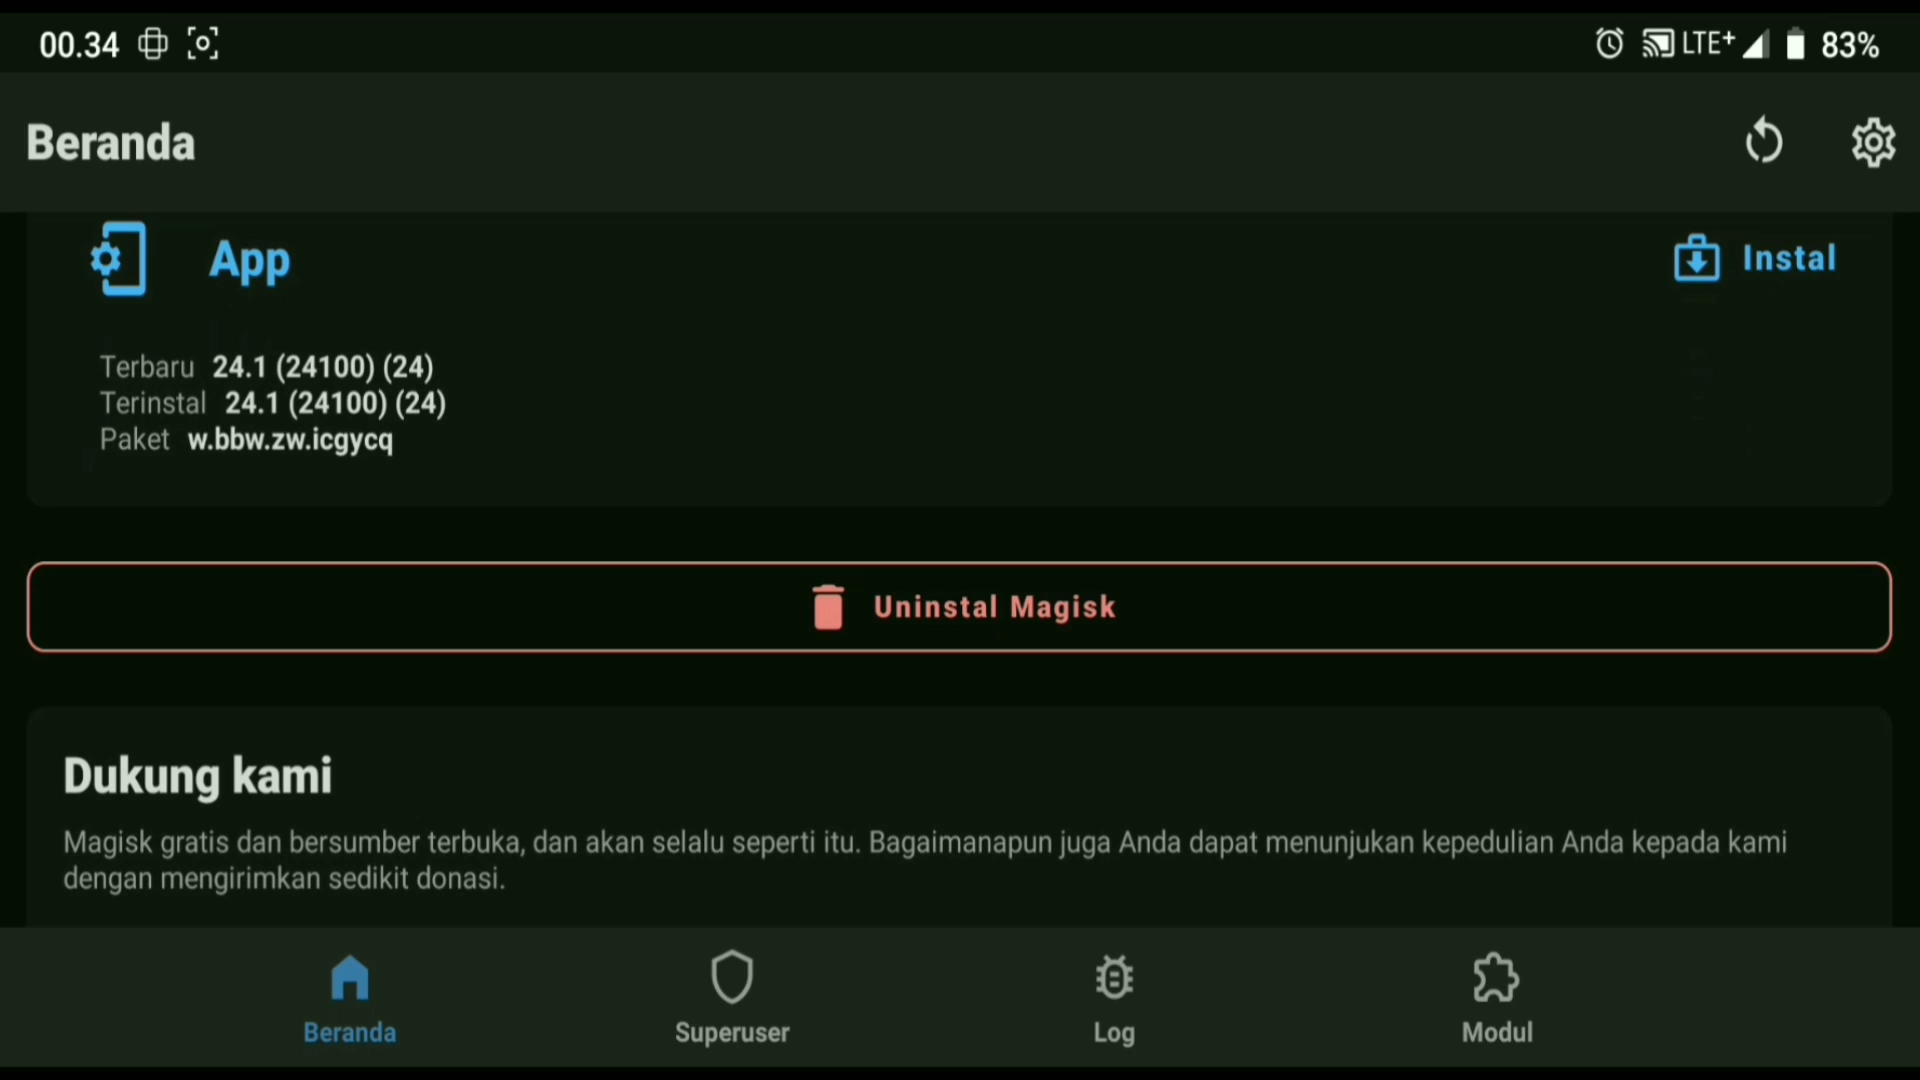 00.34 LTE+ 83%
Beranda
App Instal
Terbaru 24.1 (24100) (24)
Terinstal 24.1 (24100) (24)
Paket w.bbw.zw.icgycq
Uninstal Magisk
Dukung kami
Magisk gratis dan bersumber terbuka, dan akan selalu seperti itu. Bagaimanapun juga Anda dapat menunjukan kepedulian Anda kepada kami
dengan mengirimkan sedikit donasi.
Beranda Superuser Log Modul